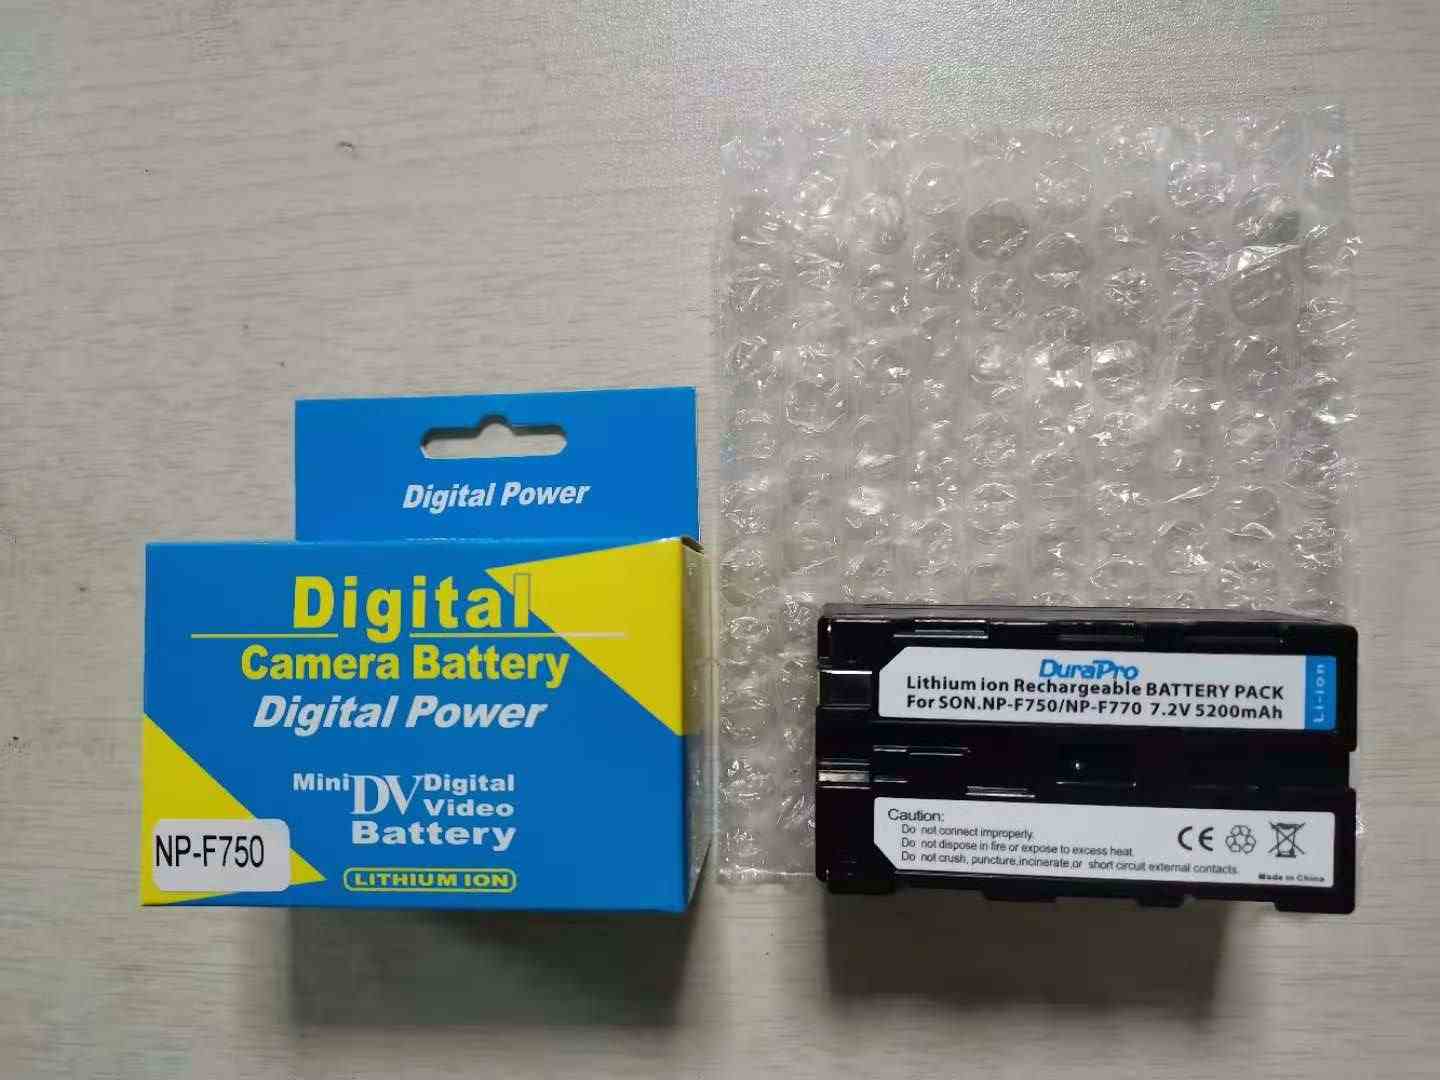 Digital Power
Digital
Camera Battery
Digital Power
Mini DV Digital
Video
Battery
NP-F750
LITHIUM ION
DuraPro
Lithium ion Rechargeable BATTERY PACK
For SON.NP-F750/NP-F770 7.2V 5200mAh
Li-ion
Caution:
Do not connect improperly.
Do not dispose in fire or expose to excess heat.
Do not crush, puncture,incinerate,or short circuit external contacts.
CE
Made in China